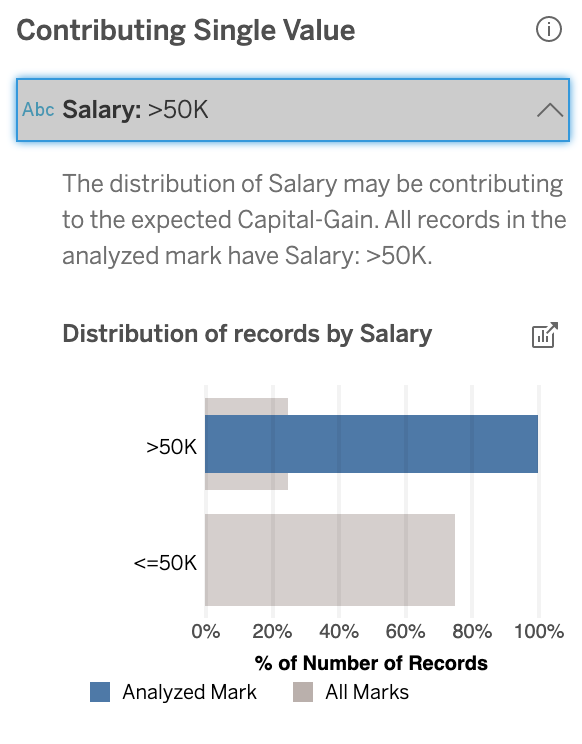 Contributing Single Value
Abc Salary: >50K
The distribution of Salary may be contributing
to the expected Capital-Gain. All records in the
analyzed mark have Salary: >50K.
Distribution of records by Salary
>50K
<=50K
0% 20% 40% 60% 80% 100%
% of Number of Records
Analyzed Mark All Marks